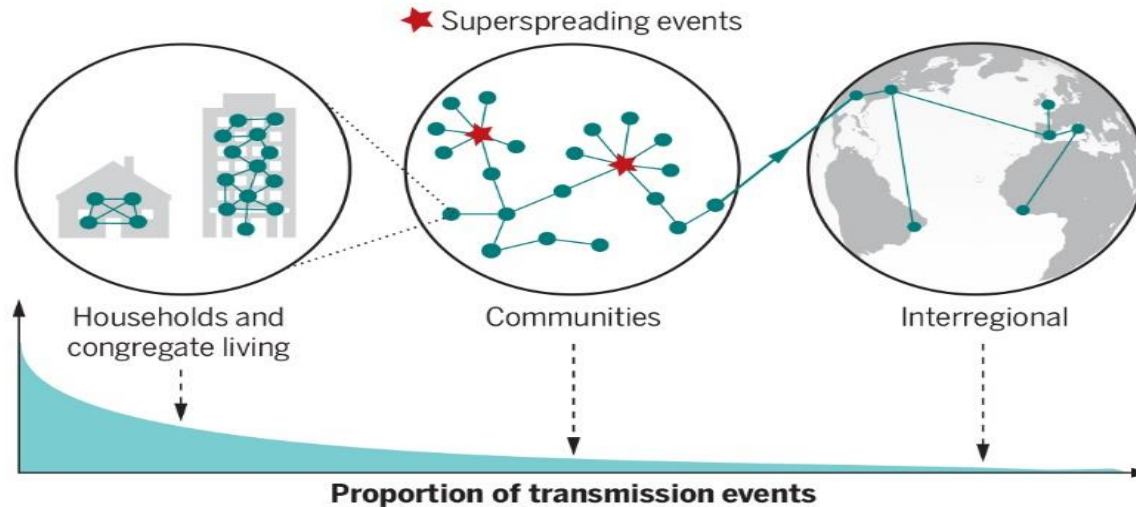 Superspreading events
Households and
congregate living
Communities
Interregional
Proportion of transmission events